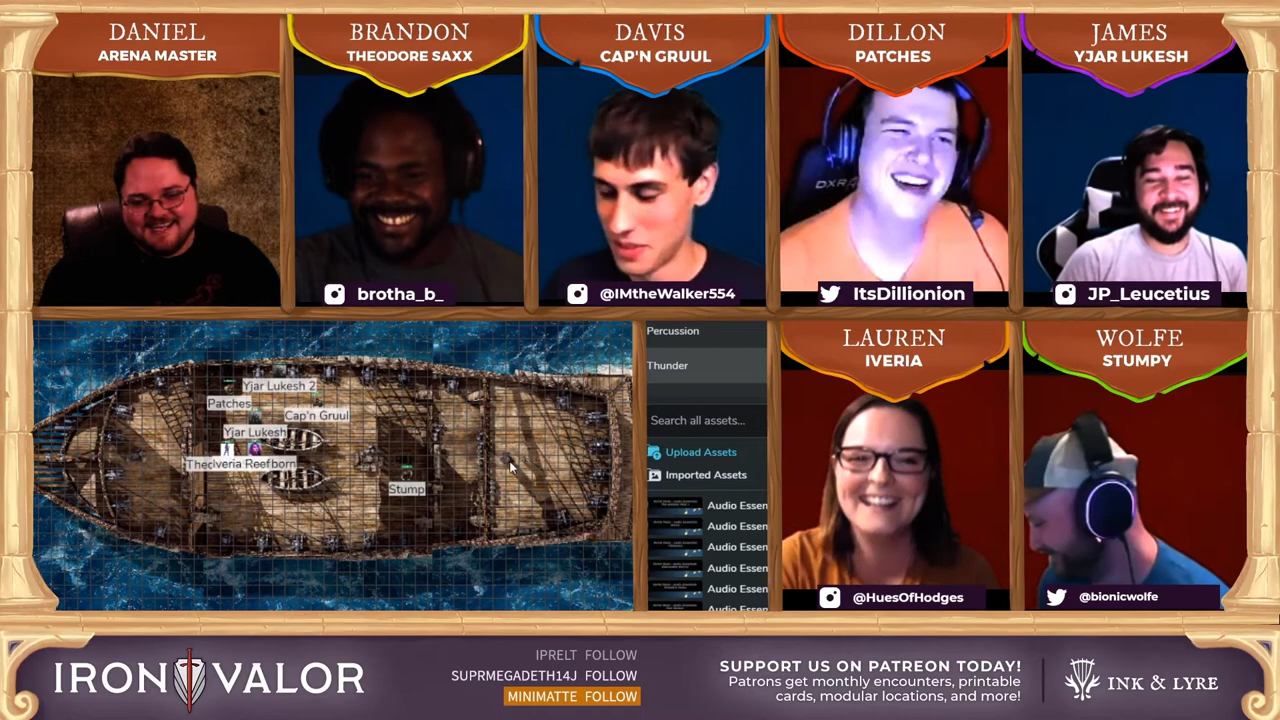 DANIEL
ARENA MASTER
BRANDON
THEODORE SAXX
DAVIS
CAP'N GRUUL
DILLON
PATCHES
JAMES
YJAR LUKESH
DXRA
brotha_b_
@IMtheWalker554
ItsDillionion
JP_Leucetius
Yjar Lukesh 2
Patches
Cap'n Gruul
Yjar Lukesh
Iveria Reefborn
Stump
Percussion
Thunder
Search all assets...
Upload Assets
Imported Assets
Audio Essen
Audio Essen
Audio Essen
Audio Essen
Audio Essen
Audio Essen
LAUREN
IVERIA
WOLFE
STUMPY
@HuesOfHodges
@bionicwolfe
IRON VALOR
IPRELT FOLLOW
SUPRMEGADETH14J FOLLOW
MINIMATTE FOLLOW
SUPPORT US ON PATREON TODAY!
Patrons get monthly encounters, printable
cards, modular locations, and more!
INK & LYRE